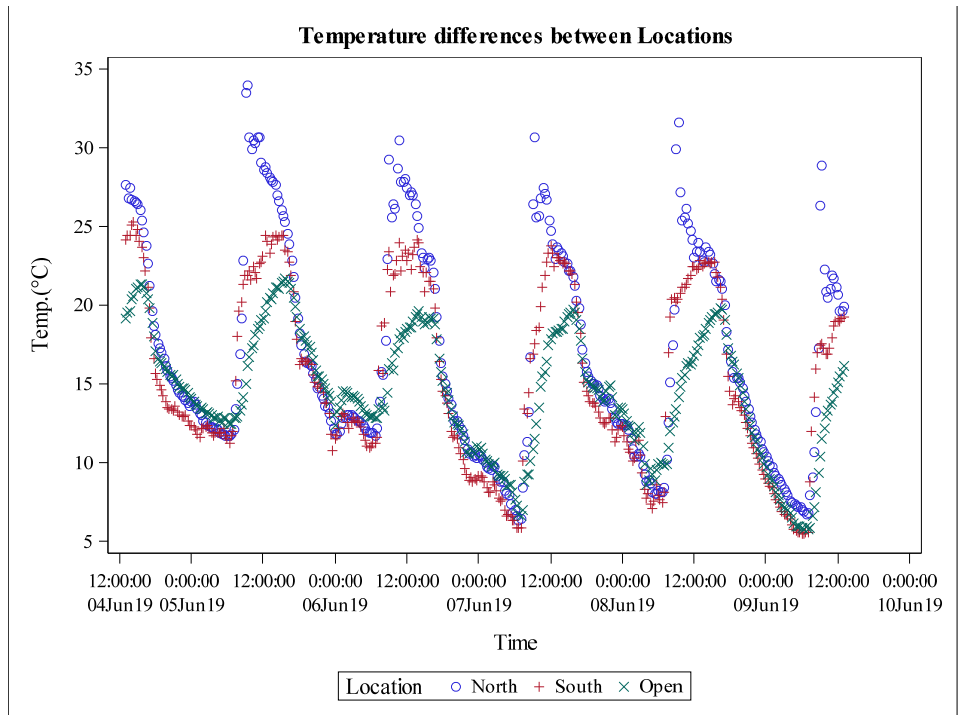 Temperature differences between Locations
35
30
25
20
15
10
5
Temp.(°C)
12:00:00 0:00:00 12:00:00 0:00:00 12:00:00 0:00:00 12:00:00 0:00:00 12:00:00 0:00:00 12:00:00 0:00:00
04Jun19 05Jun19 06Jun19 07Jun19 08Jun19 09Jun19 10Jun19
Time
Location North South Open